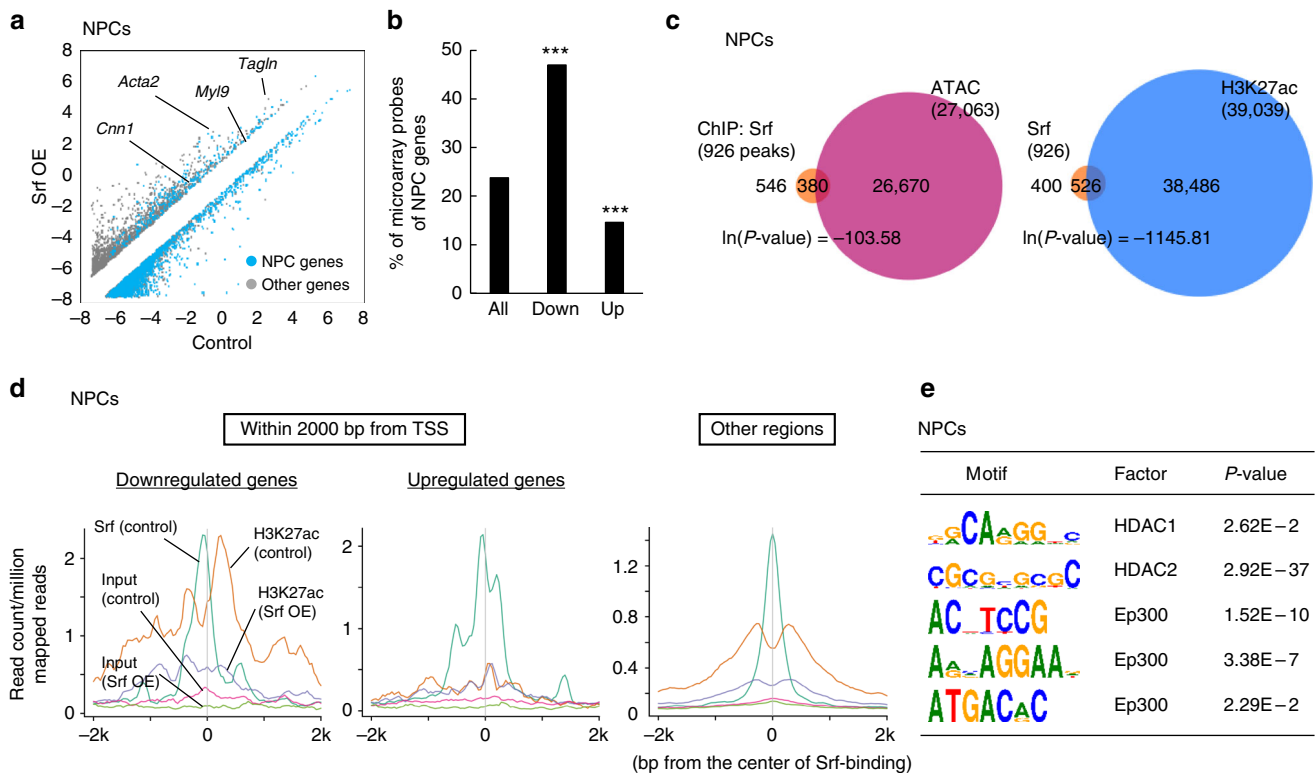 a
NPCs
8
6
4
2
0
−2
−4
−6
−8
Srf OE
Acta2
Tagln
Myl9
Cnn1
NPC genes
Other genes
−8 −6 −4 −2 0 2 4 6 8
Control
b
50
40
30
20
10
0
% of microarray probes
of NPC genes
***
***
All Down Up
c
NPCs
ATAC
(27,063)
ChIP: Srf
(926 peaks)
546 380 26,670
ln(P-value) = −103.58
H3K27ac
(39,039)
Srf
(926)
400 526 38,486
ln(P-value) = −1145.81
d
NPCs
Within 2000 bp from TSS
Other regions
Downregulated genes
Upregulated genes
Read count/million
mapped reads
2
1
0
Srf (control)
H3K27ac
(control)
Input
(control)
H3K27ac
(Srf OE)
Input
(Srf OE)
−2k 0 2k
2
1
0
−2k 0 2k
1.2
0.8
0.4
0
−2k 0 2k
(bp from the center of Srf-binding)
e
NPCs
Motif Factor P-value
HDAC1 2.62E−2
HDAC2 2.92E−37
Ep300 1.52E−10
Ep300 3.38E−7
Ep300 2.29E−2